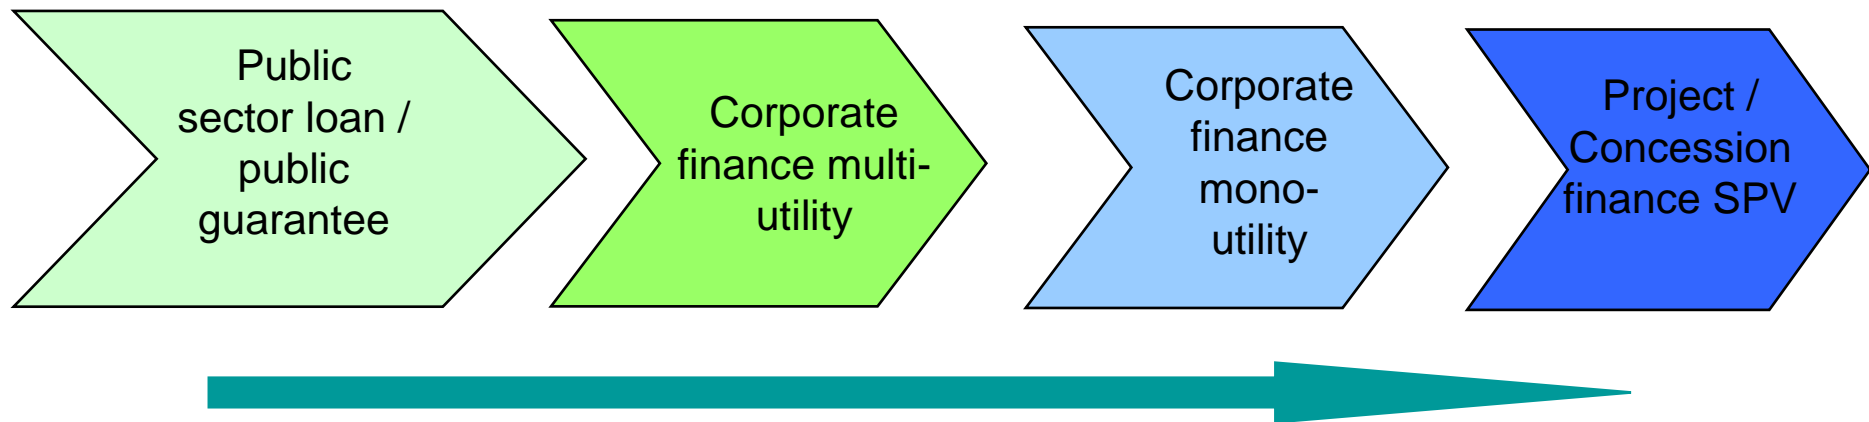 Public
sector loan /
public
guarantee
Corporate
finance multi-
utility
Corporate
finance
mono-
utility
Project /
Concession
finance SPV